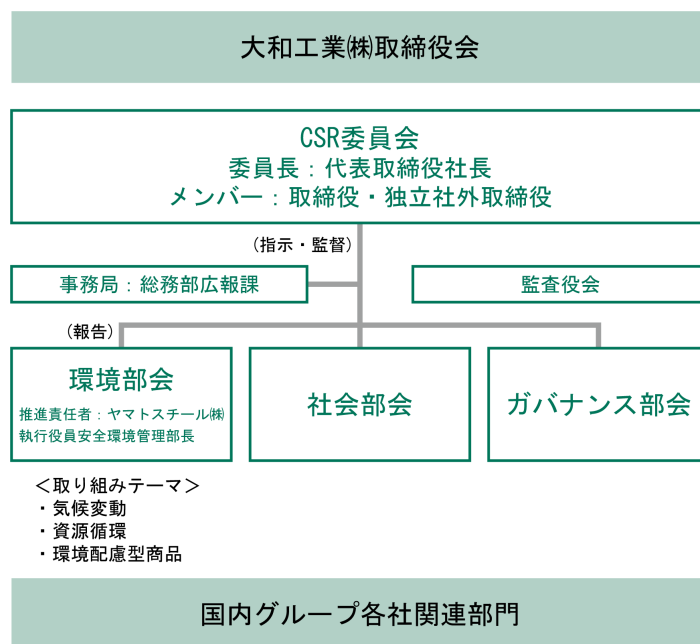 大和工業㈱取締役会
CSR委員会
委員長：代表取締役社長
メンバー：取締役・独立社外取締役
（指示・監督）
事務局：総務部広報課
監査役会
（報告）
環境部会
推進責任者：ヤマトスチール㈱
執行役員安全環境管理部長
社会部会
ガバナンス部会
＜取り組みテーマ＞
・気候変動
・資源循環
・環境配慮型商品
国内グループ各社関連部門